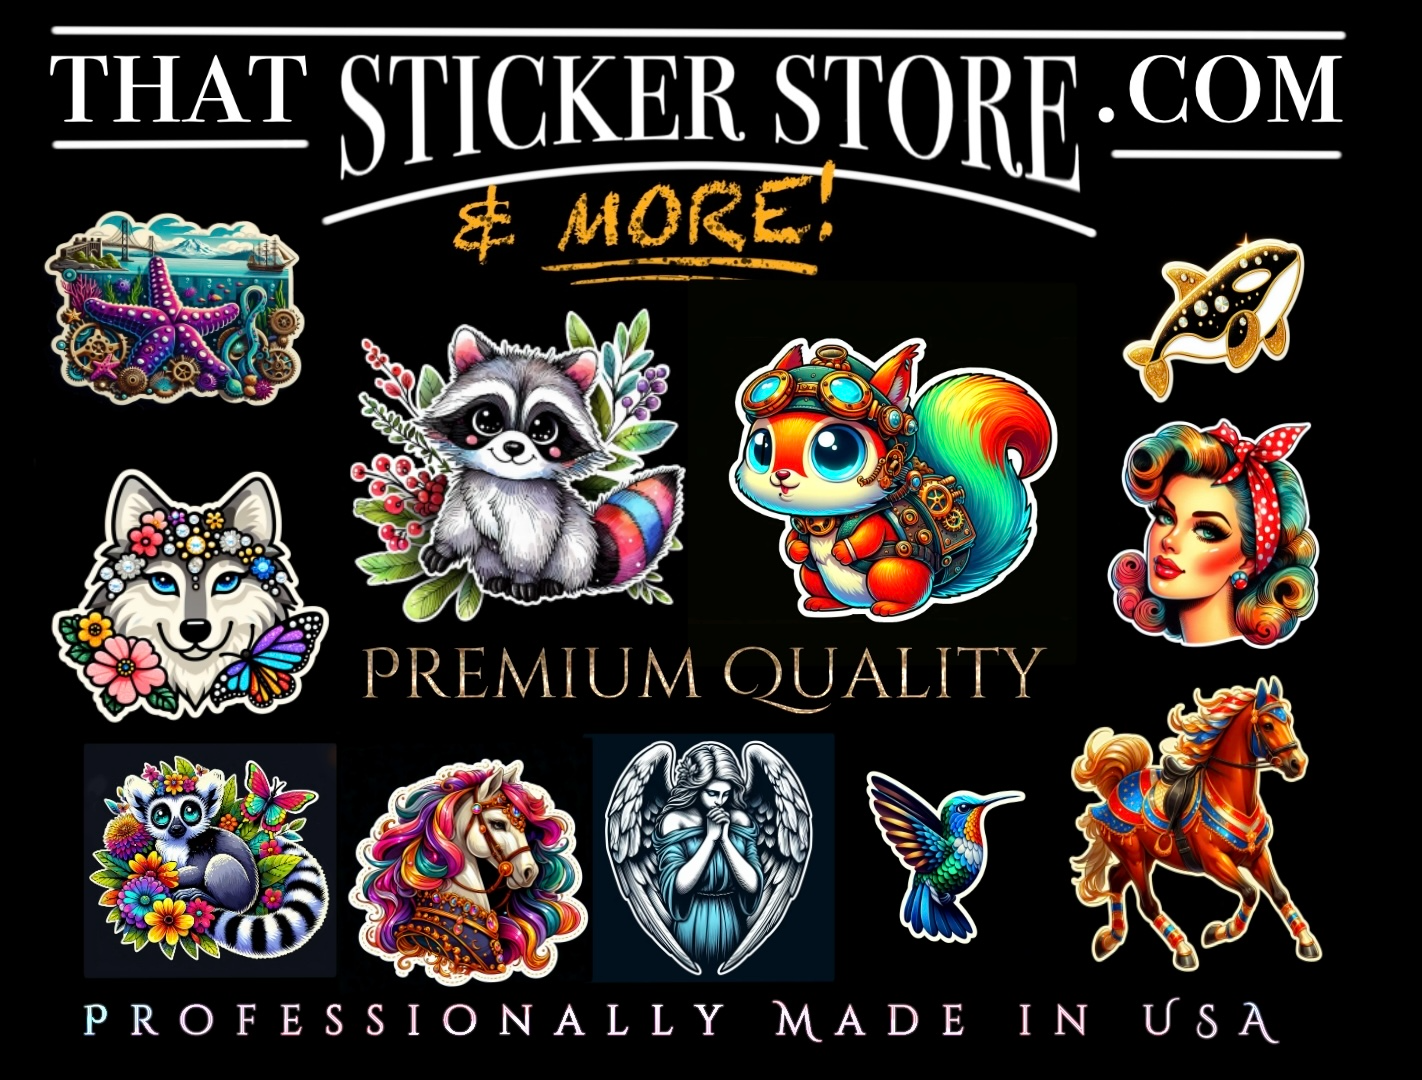 THAT STICKER STORE .COM
& MORE!
PREMIUM QUALITY
PROFESSIONALLY MADE IN USA